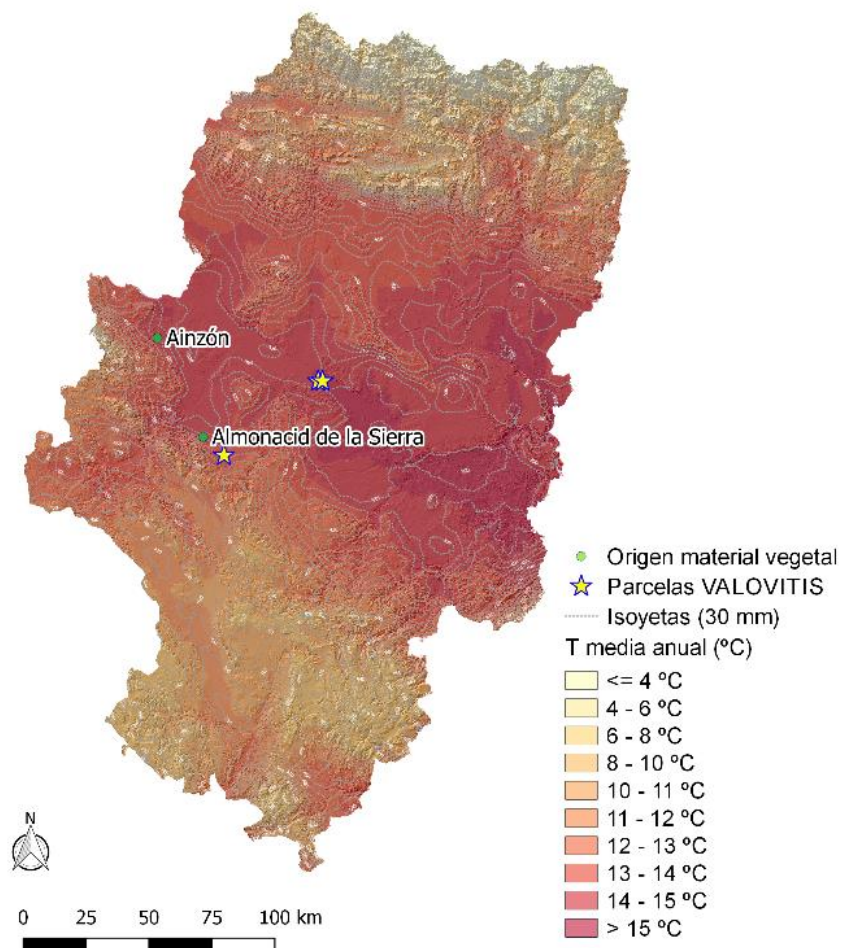 Ainzón
Almonacid de la Sierra
Origen material vegetal
Parcelas VALOVITIS
Isoyetas (30 mm)
T media anual (ºC)
<= 4 ºC
4 - 6 ºC
6 - 8 ºC
8 - 10 ºC
10 - 11 ºC
11 - 12 ºC
12 - 13 ºC
13 - 14 ºC
14 - 15 ºC
> 15 ºC
N
0 25 50 75 100 km